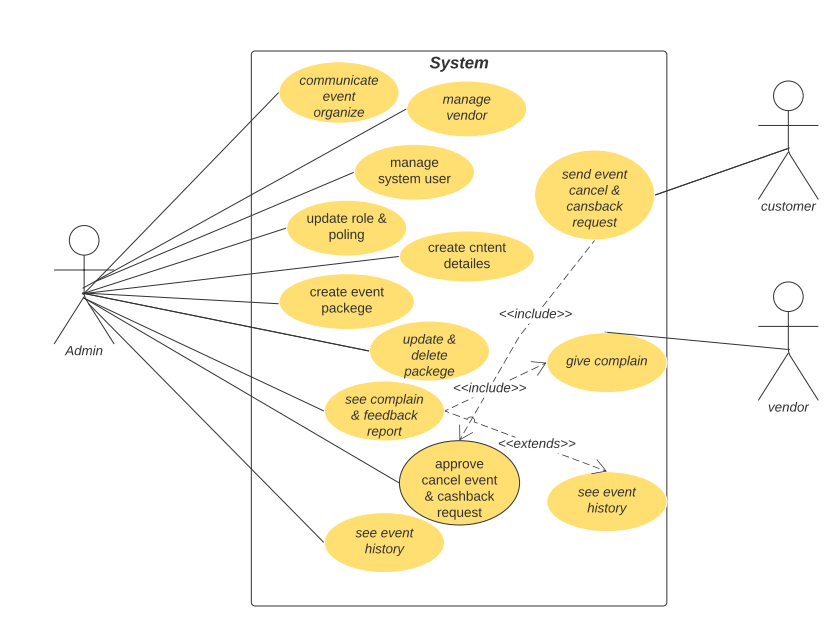 System
communicate
event
organize
manage
vendor
manage
system user
send event
cancel &
cansback
request
customer
update role &
poling
create cntent
detailes
create event
packege
<<include>>
Admin
update &
delete
packege
give complain
<<include>>
see complain
& feedback
report
vendor
<<extends>>
approve
cancel event
& cashback
request
see event
history
see event
history